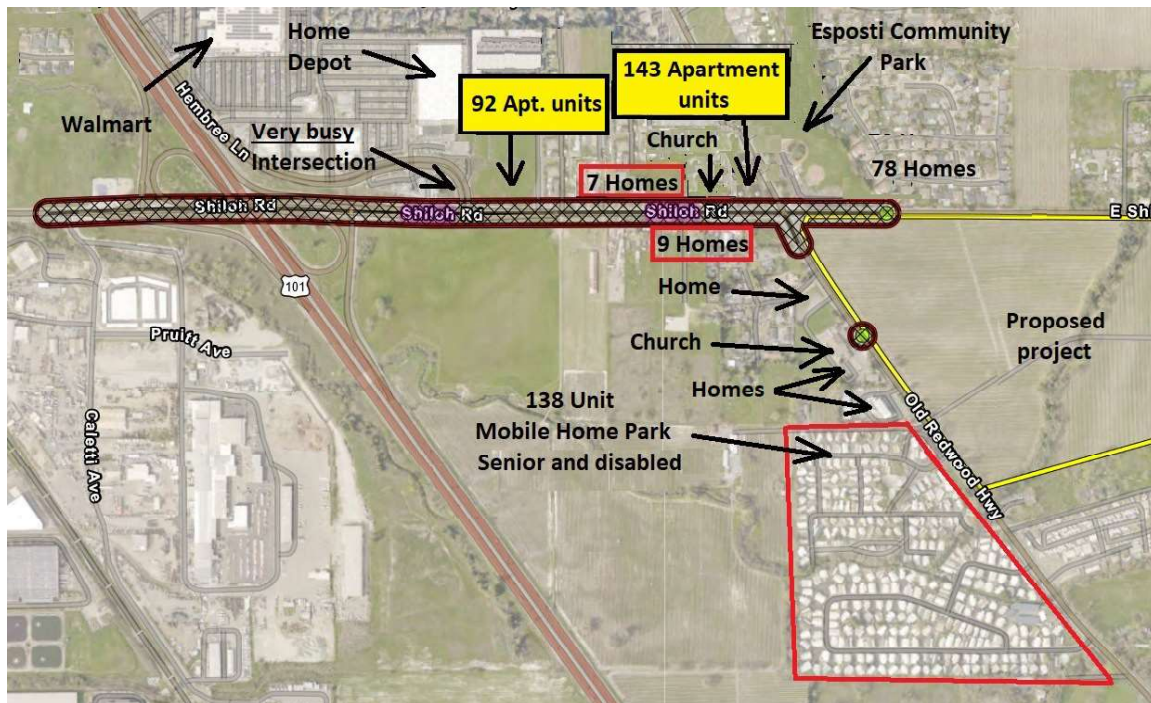 Home
Depot
Esposti Community
Park
143 Apartment
units
92 Apt. units
Walmart
Hembree Ln
Very busy
Intersection
Church
78 Homes
7 Homes
Shiloh Rd
Shiloh Rd
Shiloh Rd
E Shi
9 Homes
101
Home
Pruitt Ave
Church
Proposed
project
Homes
138 Unit
Mobile Home Park
Senior and disabled
Old Redwood Hwy
Caletti Ave